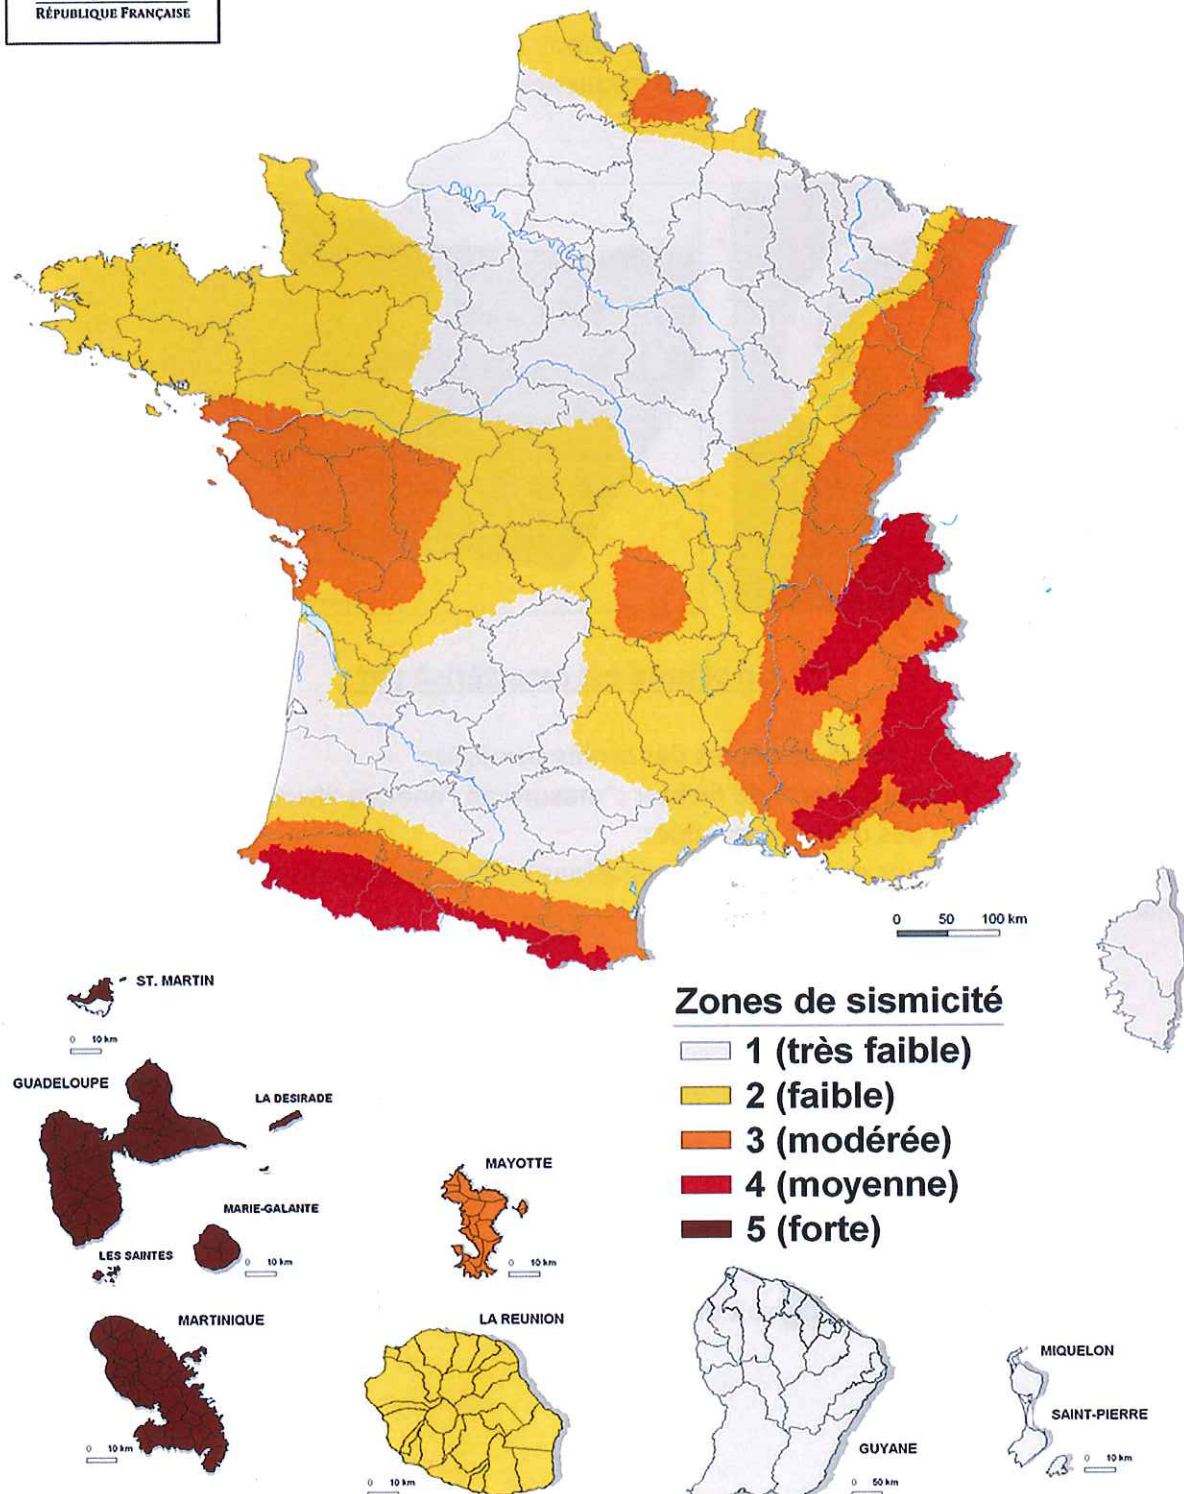 RÉPUBLIQUE FRANÇAISE
0 50 100 km
ST. MARTIN
0 10 km
Zones de sismicité
1 (très faible)
2 (faible)
3 (modérée)
4 (moyenne)
5 (forte)
GUADELOUPE
LA DESIRADE
MARIE-GALANTE
0 10 km
LES SAINTES
MAYOTTE
0 10 km
MARTINIQUE
0 10 km
LA REUNION
0 10 km
GUYANE
0 50 km
MIQUELON
SAINT-PIERRE
0 10 km